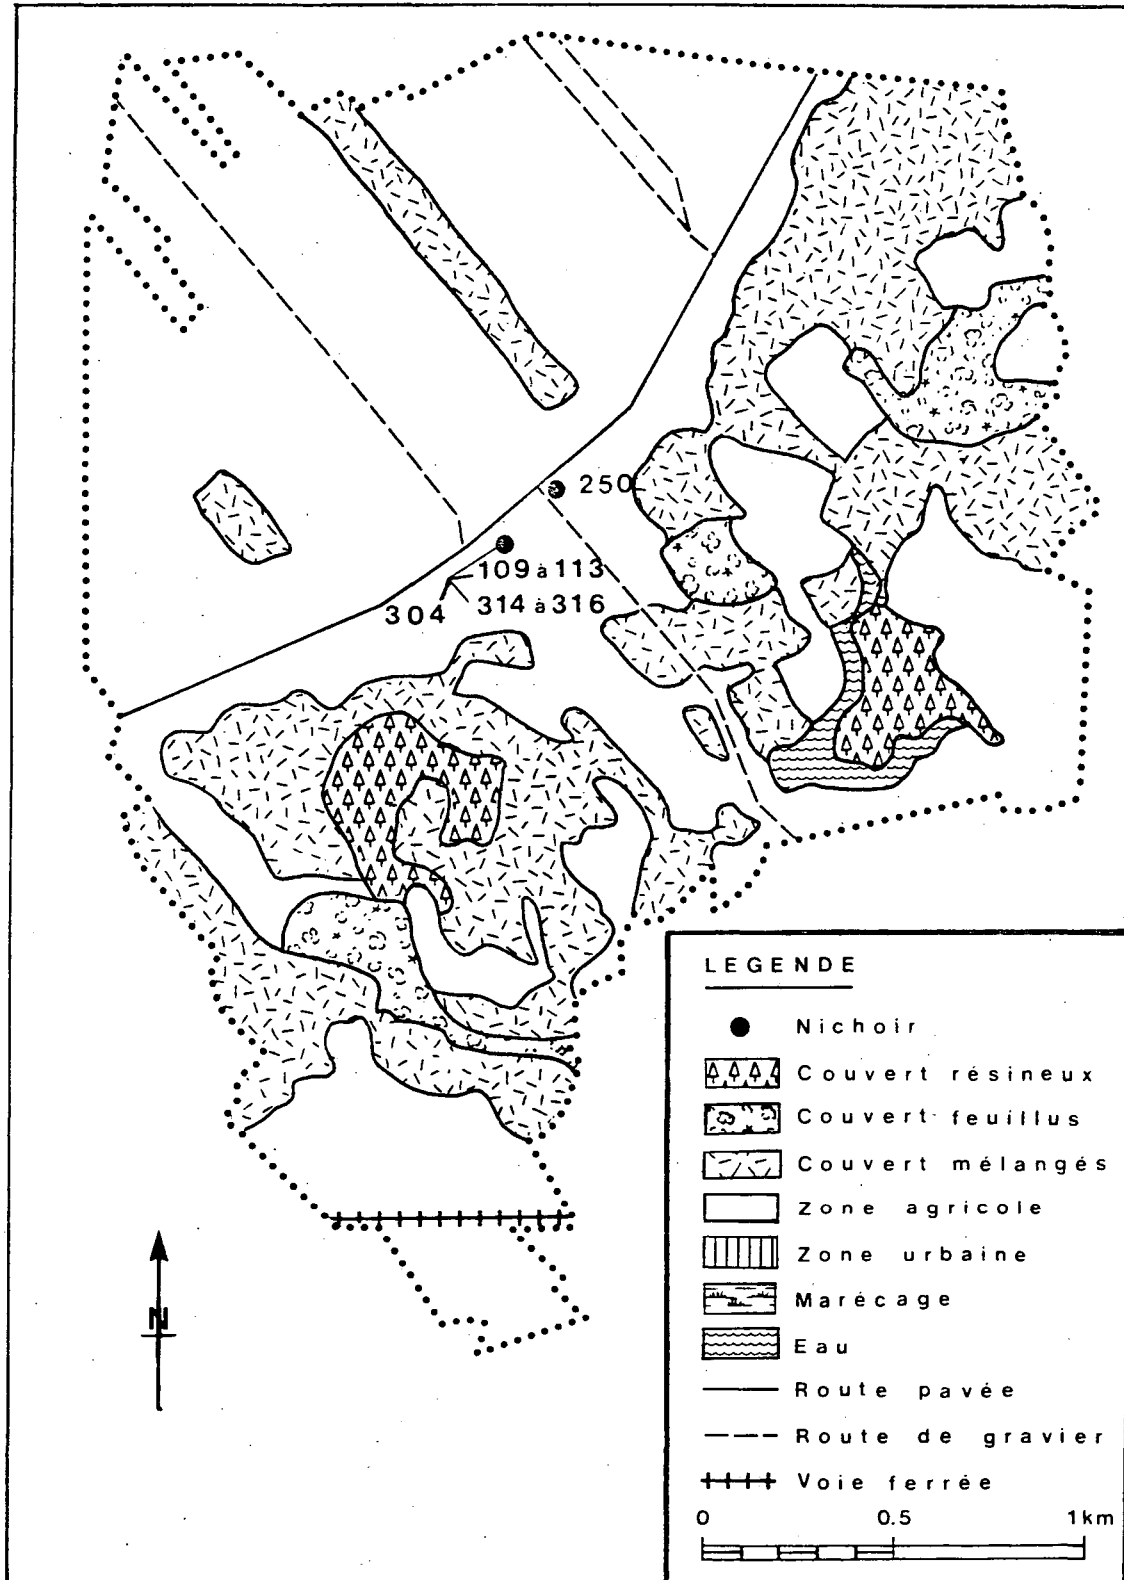 250
109 à 113
304
314 à 316
N
LEGENDE
Nichoir
Couvert résineux
Couvert feuillus
Couvert mélangés
Zone agricole
Zone urbaine
Marécage
Eau
Route pavée
Route de gravier
Voie ferrée
0 0.5 1km